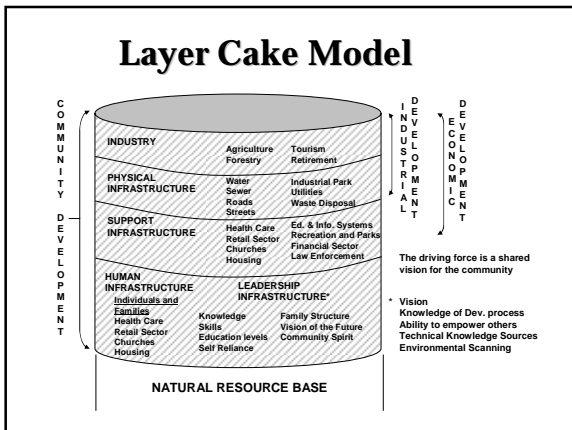 Layer Cake Model
COMMUNITY DEVELOPMENT
INDUSTRY
Agriculture
Forestry
Tourism
Retirement
PHYSICAL
INFRASTRUCTURE
Water
Sewer
Roads
Streets
Industrial Park
Utilities
Waste Disposal
SUPPORT
INFRASTRUCTURE
Health Care
Retail Sector
Churches
Housing
Ed. & Info. Systems
Recreation and Parks
Financial Sector
Law Enforcement
HUMAN
INFRASTRUCTURE
Individuals and
Families
Health Care
Retail Sector
Churches
Housing
LEADERSHIP
INFRASTRUCTURE*
Knowledge
Skills
Education levels
Self Reliance
Family Structure
Vision of the Future
Community Spirit
NATURAL RESOURCE BASE
INDUSTRIAL
DEVELOPMENT
ECONOMIC
DEVELOPMENT
The driving force is a shared
vision for the community
* Vision
Knowledge of Dev. process
Ability to empower others
Technical Knowledge Sources
Environmental Scanning